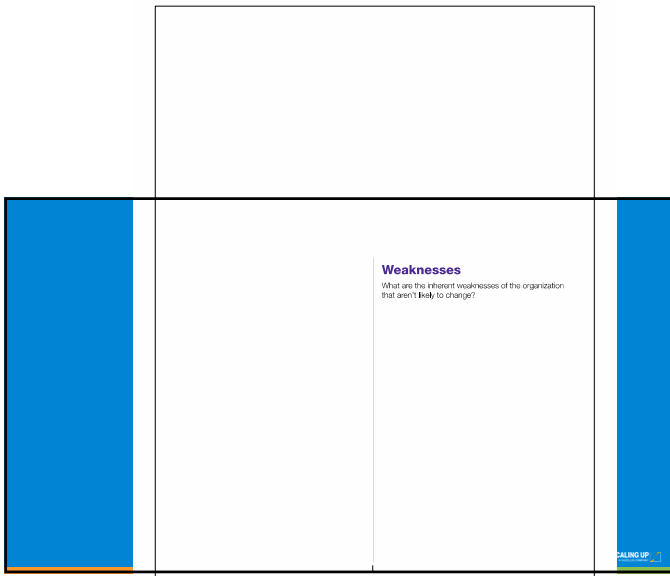 Weaknesses
What are the inherent weaknesses of the organization
that aren't likely to change?
CALING UP